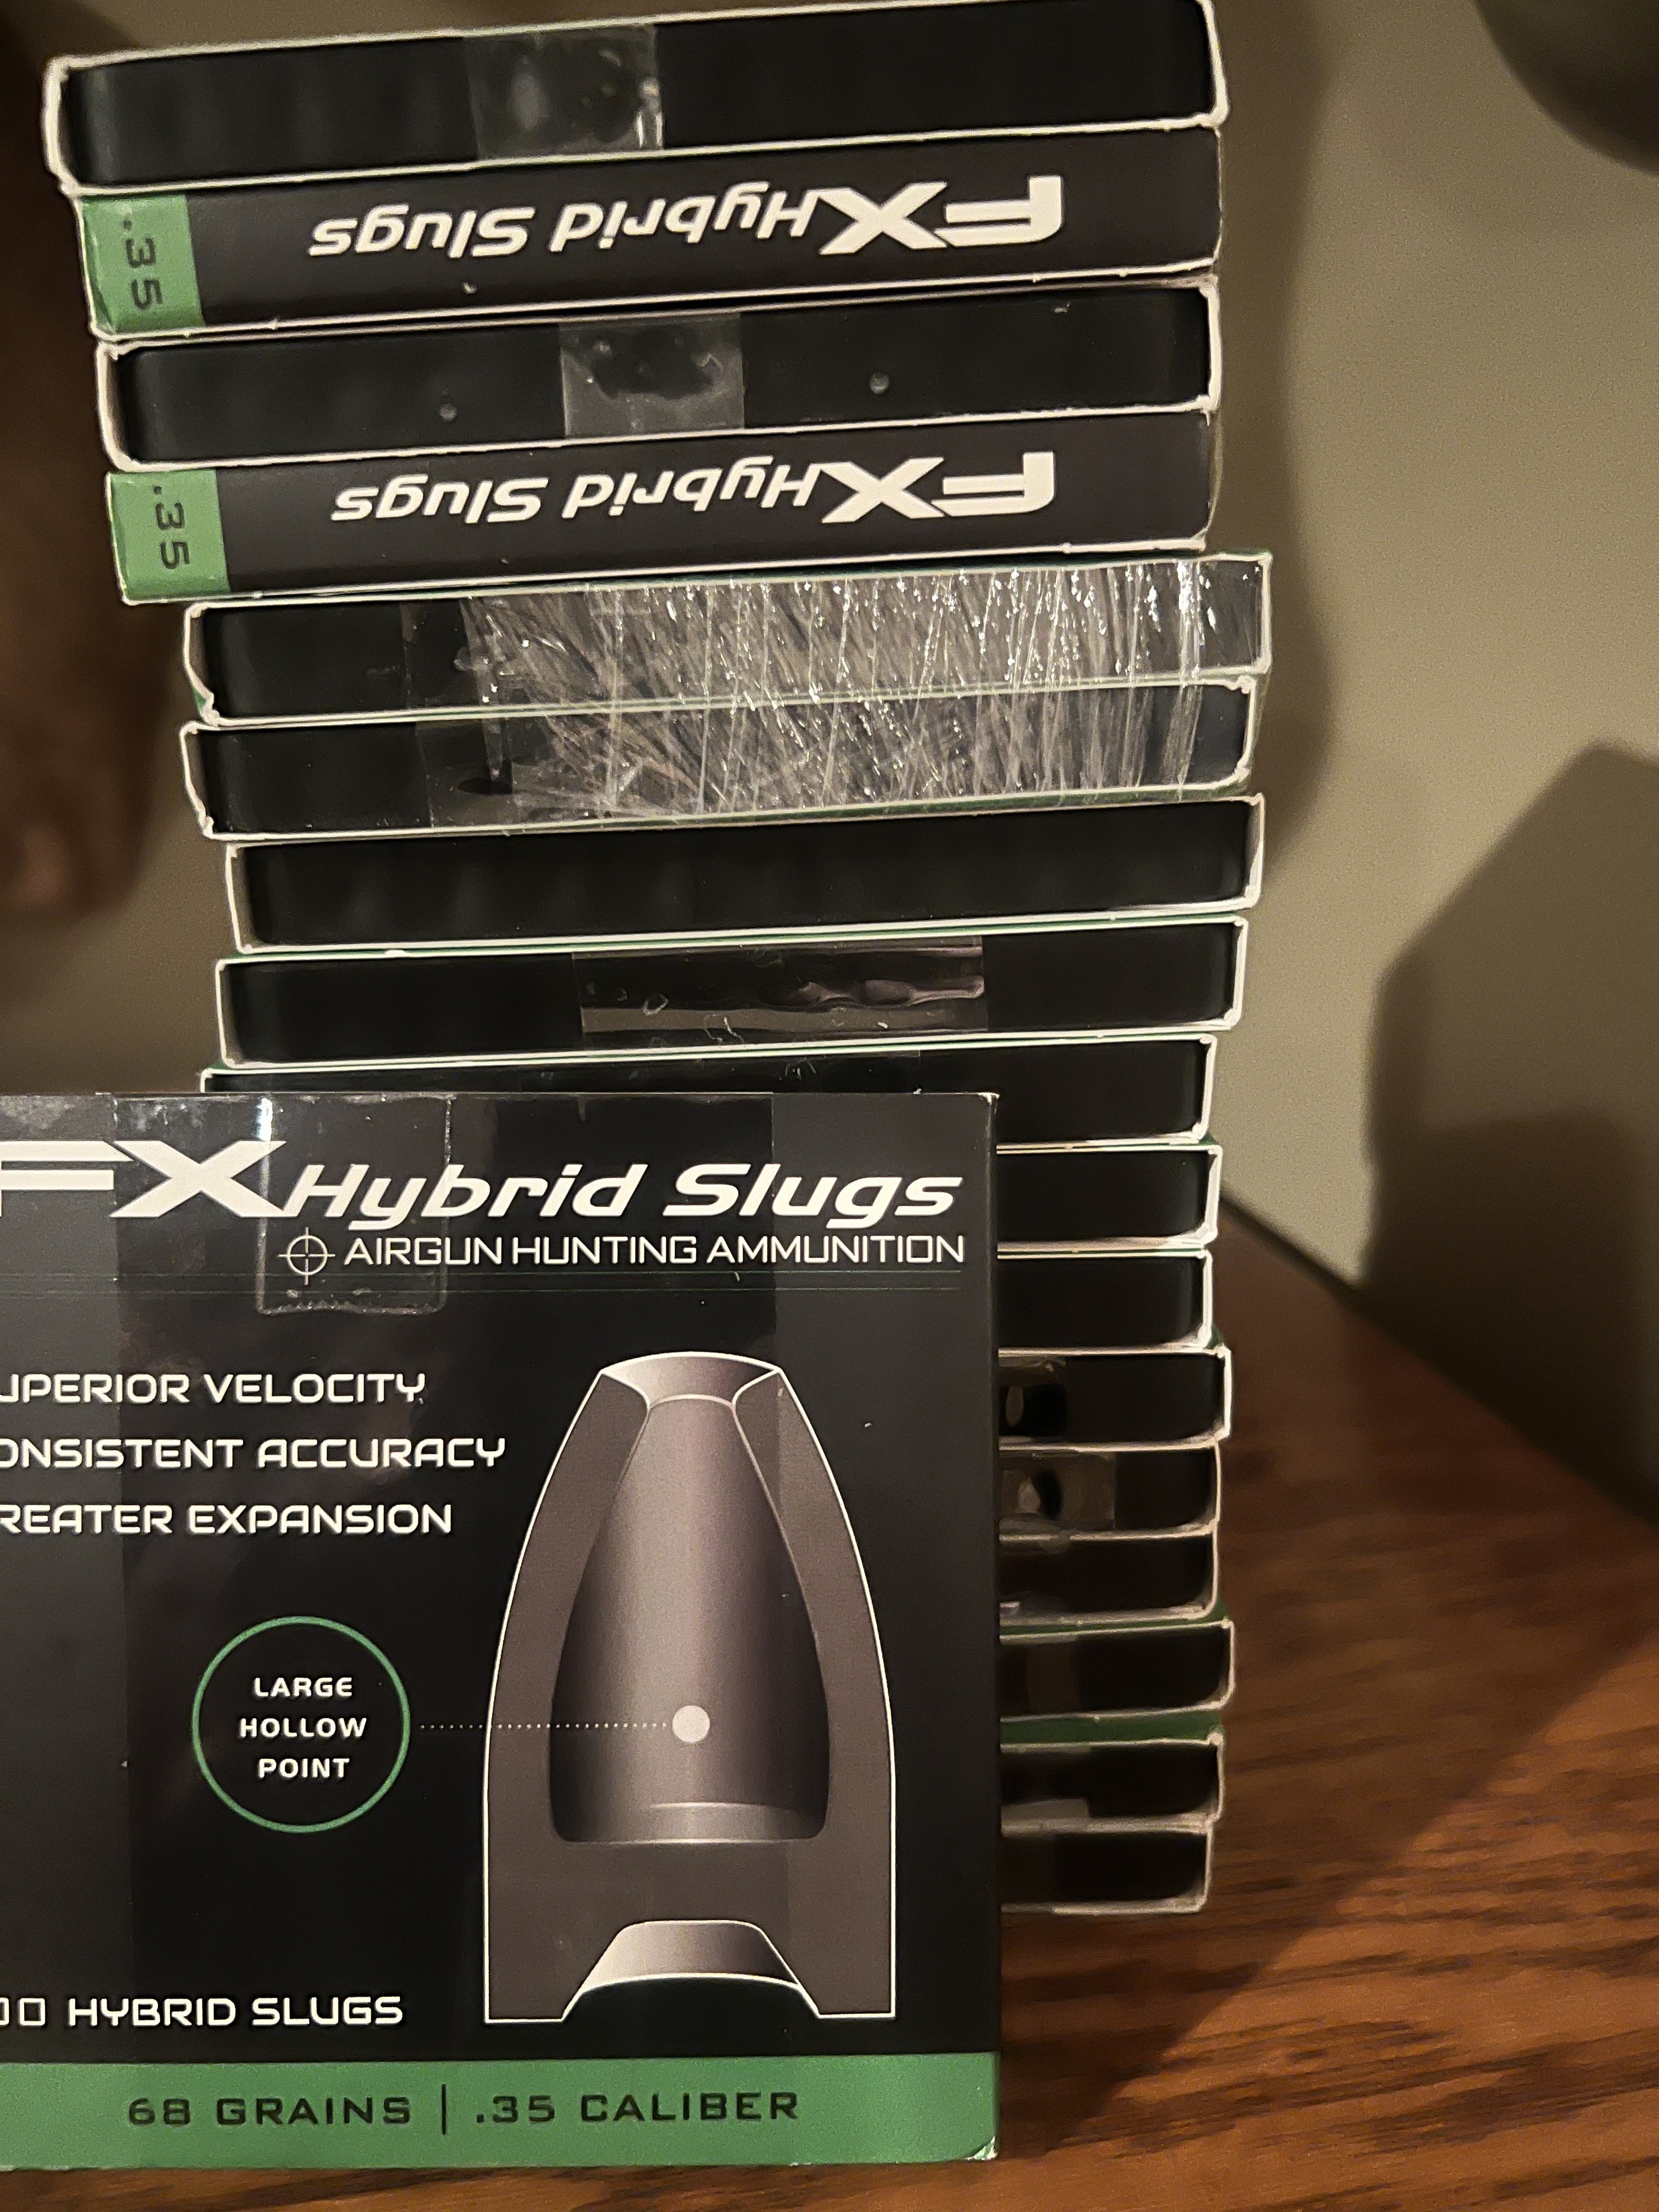 .35 FX Hybrid Slugs
.35 FX Hybrid Slugs
FX Hybrid Slugs
AIRGUN HUNTING AMMUNITION
UPERIOR VELOCITY
ONSISTENT ACCURACY
REATER EXPANSION
LARGE
HOLLOW
POINT
00 HYBRID SLUGS
68 GRAINS | .35 CALIBER